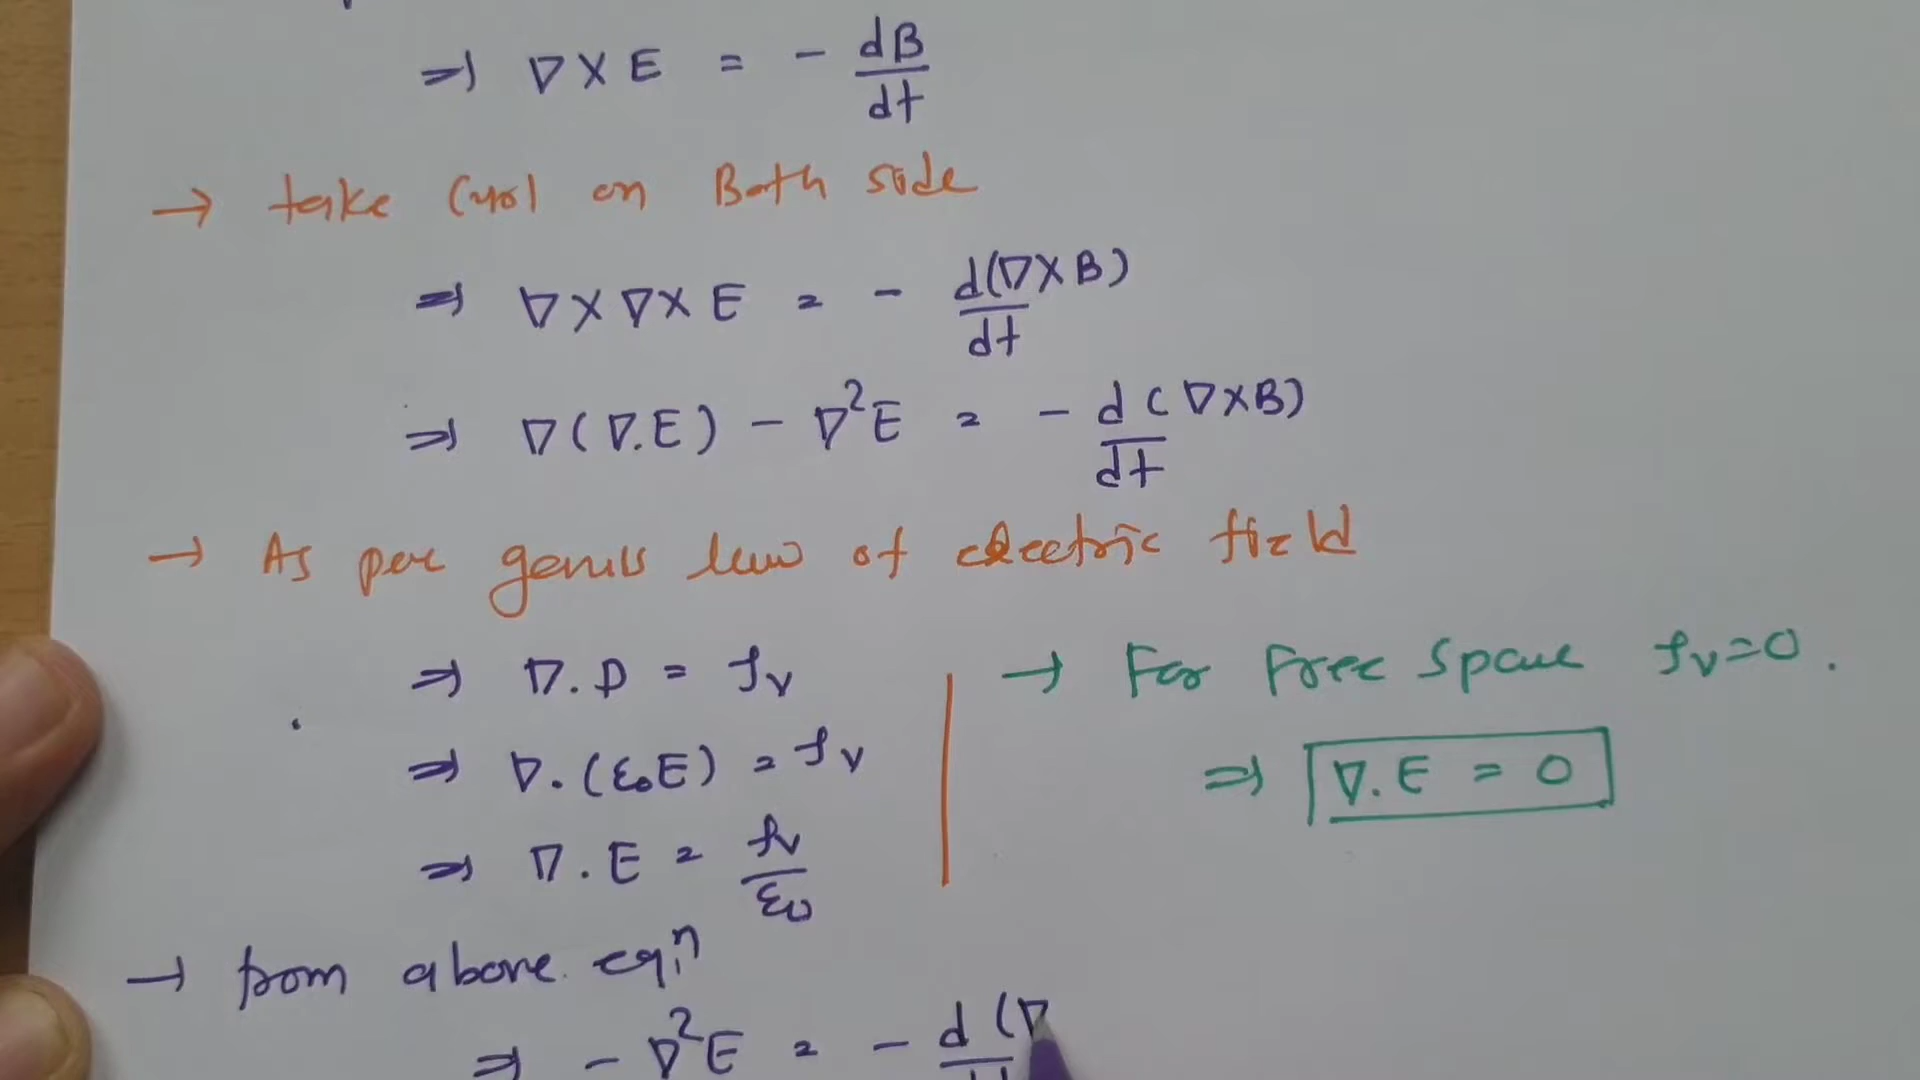 ⇒ ∇×E = - dB/dt
→ take Curl on Both side
⇒ ∇×∇×E = - d(∇×B)/dt
⇒ ∇(∇.E) - ∇²E = - d(∇×B)/dt
→ As per gauss law of electric field
⇒ ∇.D = ρv
⇒ ∇.(ε0E) = ρv
⇒ ∇.E = ρv/ε0
→ For Free Space ρv=0.
⇒ ∇.E = 0
→ from above eqn
⇒ - ∇²E = - d(∇